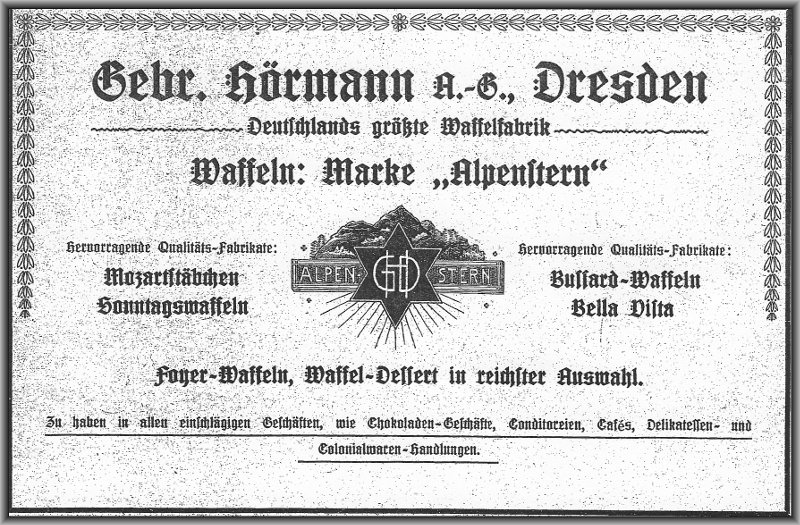 Gebr. Hörmann A.-G., Dresden
Deutschlands größte Waffelfabrik
Waffeln: Marke „Alpenstern“
Hervorragende Qualitäts-Fabrikate:
Mozartstäbchen
Sonntagswaffeln
ALPEN- GHD STERN
Hervorragende Qualitäts-Fabrikate:
Bussard-Waffeln
Bella Vista
Foyer-Waffeln, Waffel-Dessert in reichster Auswahl.
Zu haben in allen einschlägigen Geschäften, wie Chokoladen-Geschäfte, Conditoreien, Cafés, Delikatessen- und
Colonialwaren-Handlungen.